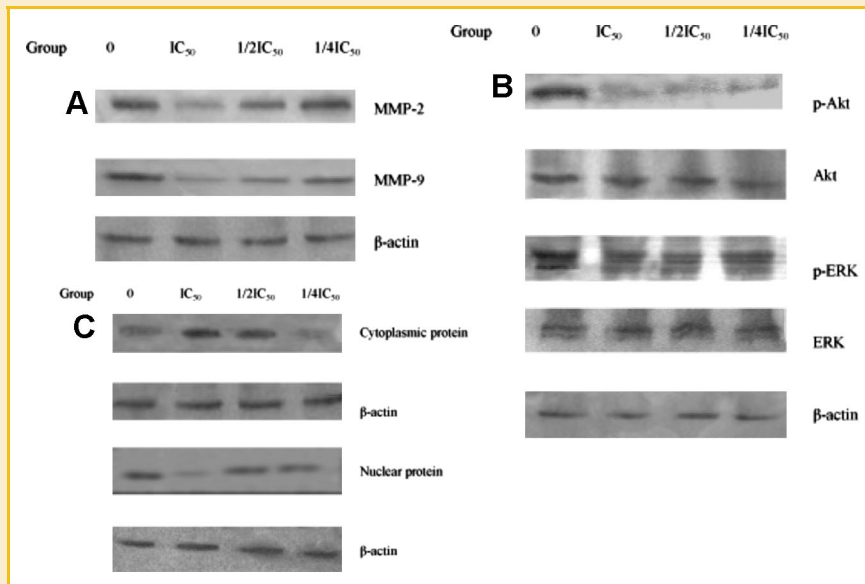 Group 0 IC₅₀ 1/2IC₅₀ 1/4IC₅₀
A
MMP-2
MMP-9
β-actin
Group 0 IC₅₀ 1/2IC₅₀ 1/4IC₅₀
B
p-Akt
Akt
p-ERK
ERK
β-actin
Group 0 IC₅₀ 1/2IC₅₀ 1/4IC₅₀
C
Cytoplasmic protein
β-actin
Nuclear protein
β-actin